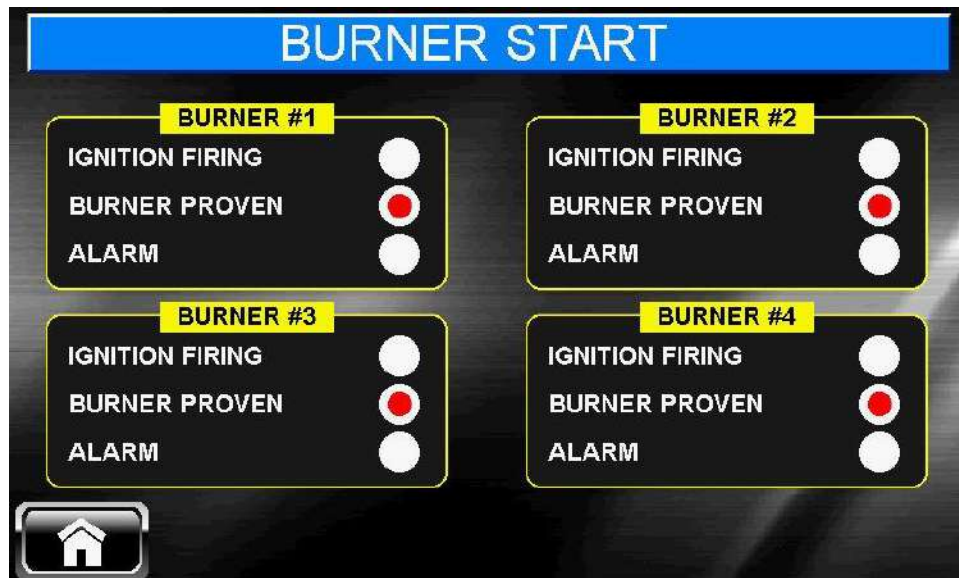 BURNER START
BURNER #1
IGNITION FIRING
BURNER PROVEN
ALARM
BURNER #2
IGNITION FIRING
BURNER PROVEN
ALARM
BURNER #3
IGNITION FIRING
BURNER PROVEN
ALARM
BURNER #4
IGNITION FIRING
BURNER PROVEN
ALARM